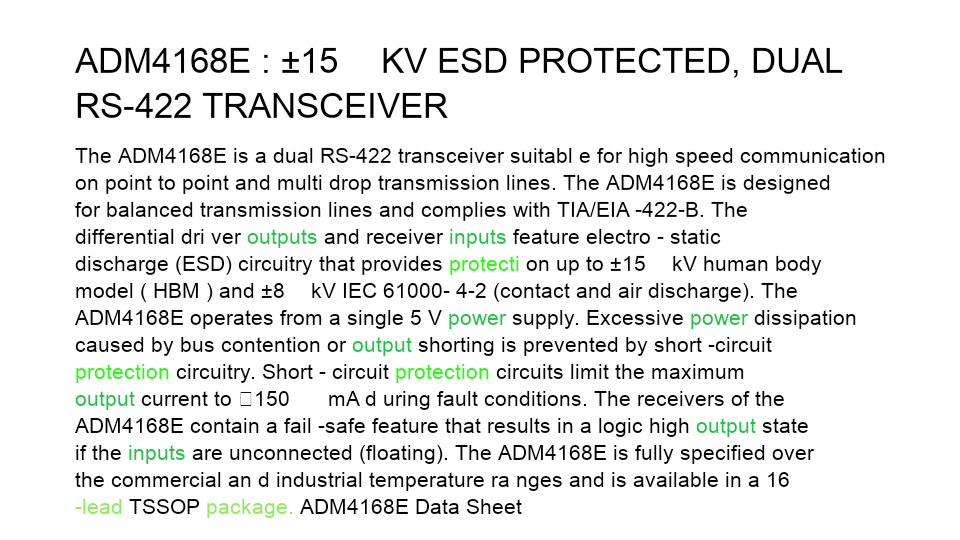 ADM4168E : ±15 KV ESD PROTECTED, DUAL
RS-422 TRANSCEIVER
The ADM4168E is a dual RS-422 transceiver suitabl e for high speed communication
on point to point and multi drop transmission lines. The ADM4168E is designed
for balanced transmission lines and complies with TIA/EIA -422-B. The
differential dri ver outputs and receiver inputs feature electro - static
discharge (ESD) circuitry that provides protecti on up to ±15 kV human body
model ( HBM ) and ±8 kV IEC 61000- 4-2 (contact and air discharge). The
ADM4168E operates from a single 5 V power supply. Excessive power dissipation
caused by bus contention or output shorting is prevented by short -circuit
protection circuitry. Short - circuit protection circuits limit the maximum
output current to 150 mA d uring fault conditions. The receivers of the
ADM4168E contain a fail -safe feature that results in a logic high output state
if the inputs are unconnected (floating). The ADM4168E is fully specified over
the commercial an d industrial temperature ra nges and is available in a 16
-lead TSSOP package. ADM4168E Data Sheet